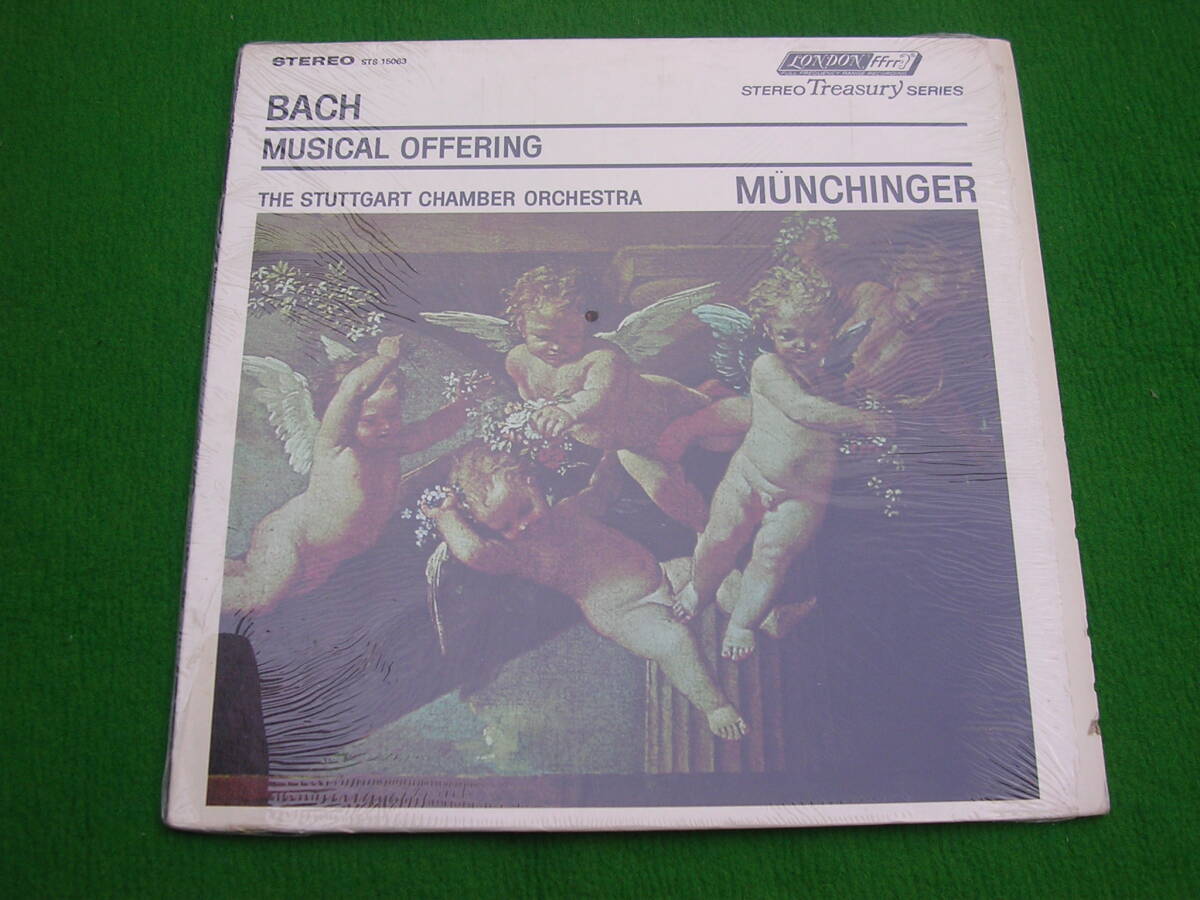 STEREO STS 15063
LONDON ffrr
FULL FREQUENCY RANGE RECORDING
STEREO Treasury SERIES
BACH
MUSICAL OFFERING
THE STUTTGART CHAMBER ORCHESTRA
MÜNCHINGER